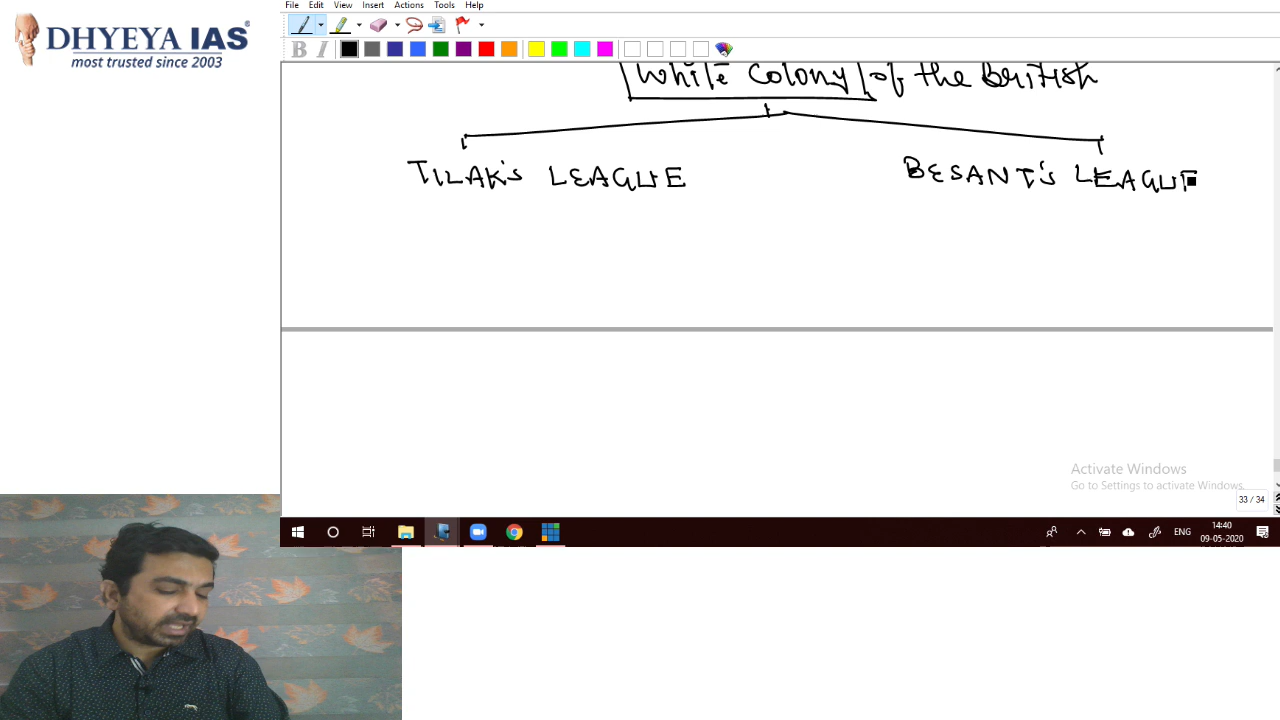 File Edit View Insert Actions Tools Help
DHYEYA IAS®
most trusted since 2003
B I
White Colony of the British
TILAK's LEAGUE
BESANT's LEAGUE
Activate Windows
Go to Settings to activate Windows.
33 / 34
ENG
14:40
09-05-2020